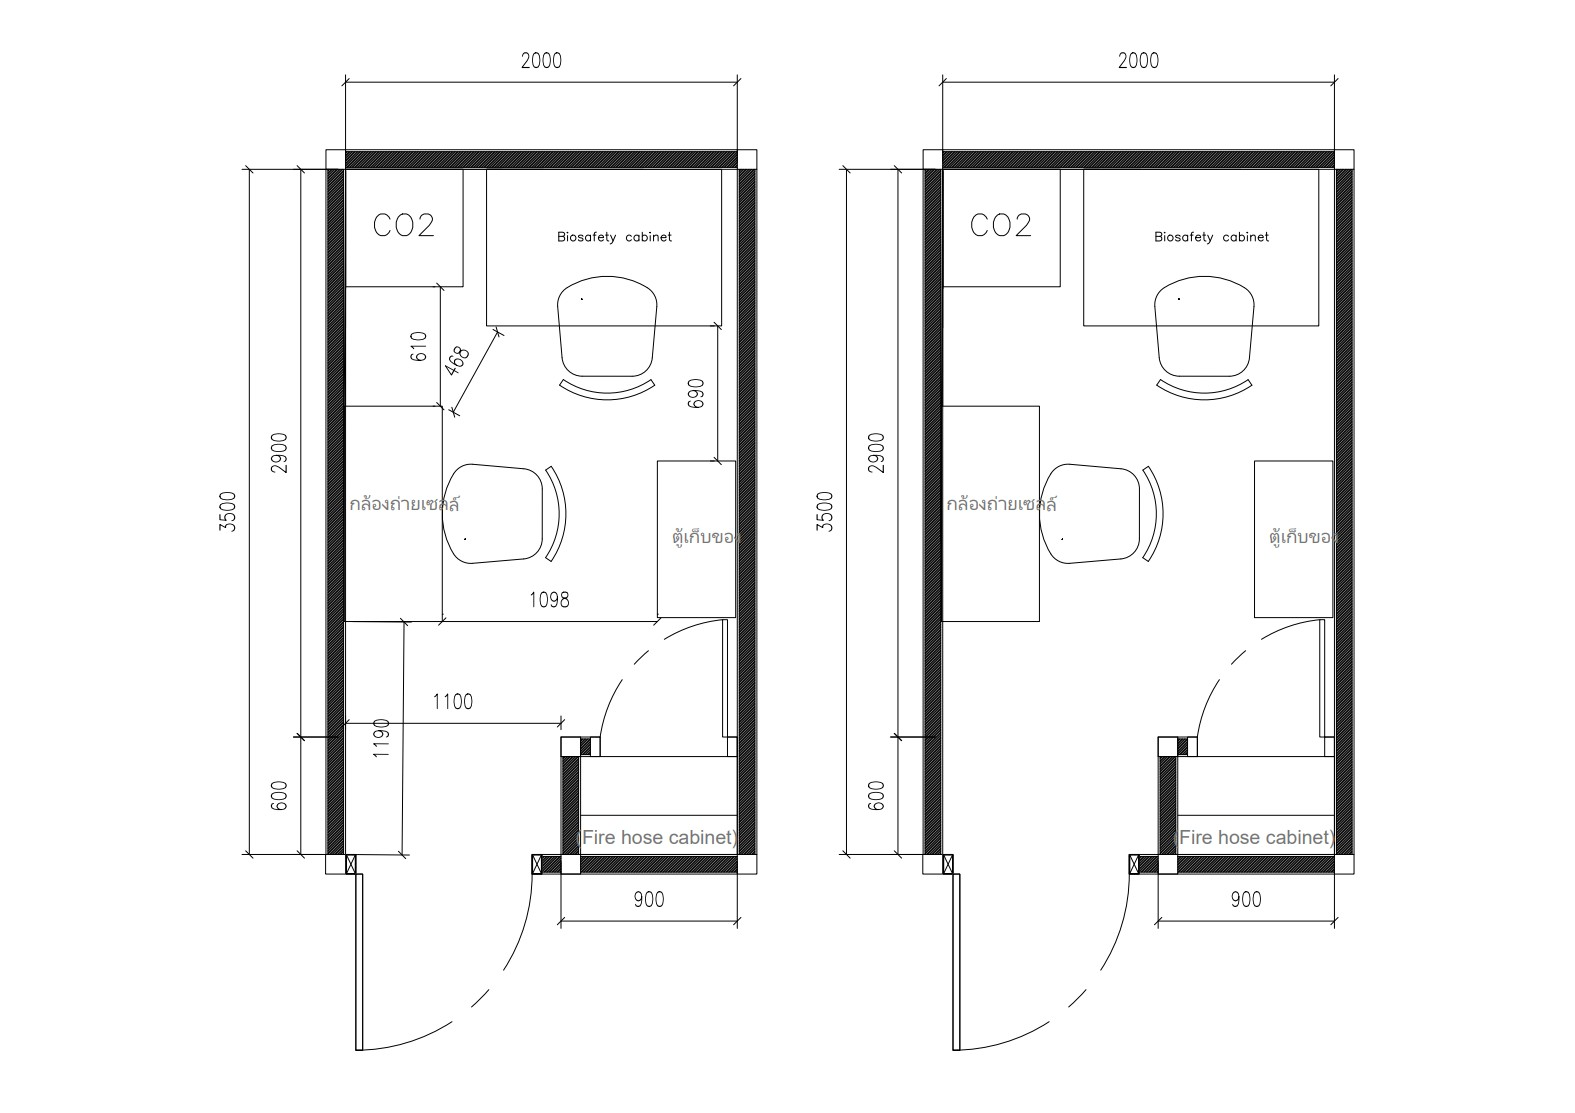 2000
CO2
Biosafety cabinet
610
468
690
2900
3500
กล้องถ่ายเซลล์
ตู้เก็บของ
1098
1100
1190
600
(Fire hose cabinet)
900
2000
CO2
Biosafety cabinet
2900
3500
กล้องถ่ายเซลล์
ตู้เก็บของ
600
(Fire hose cabinet)
900